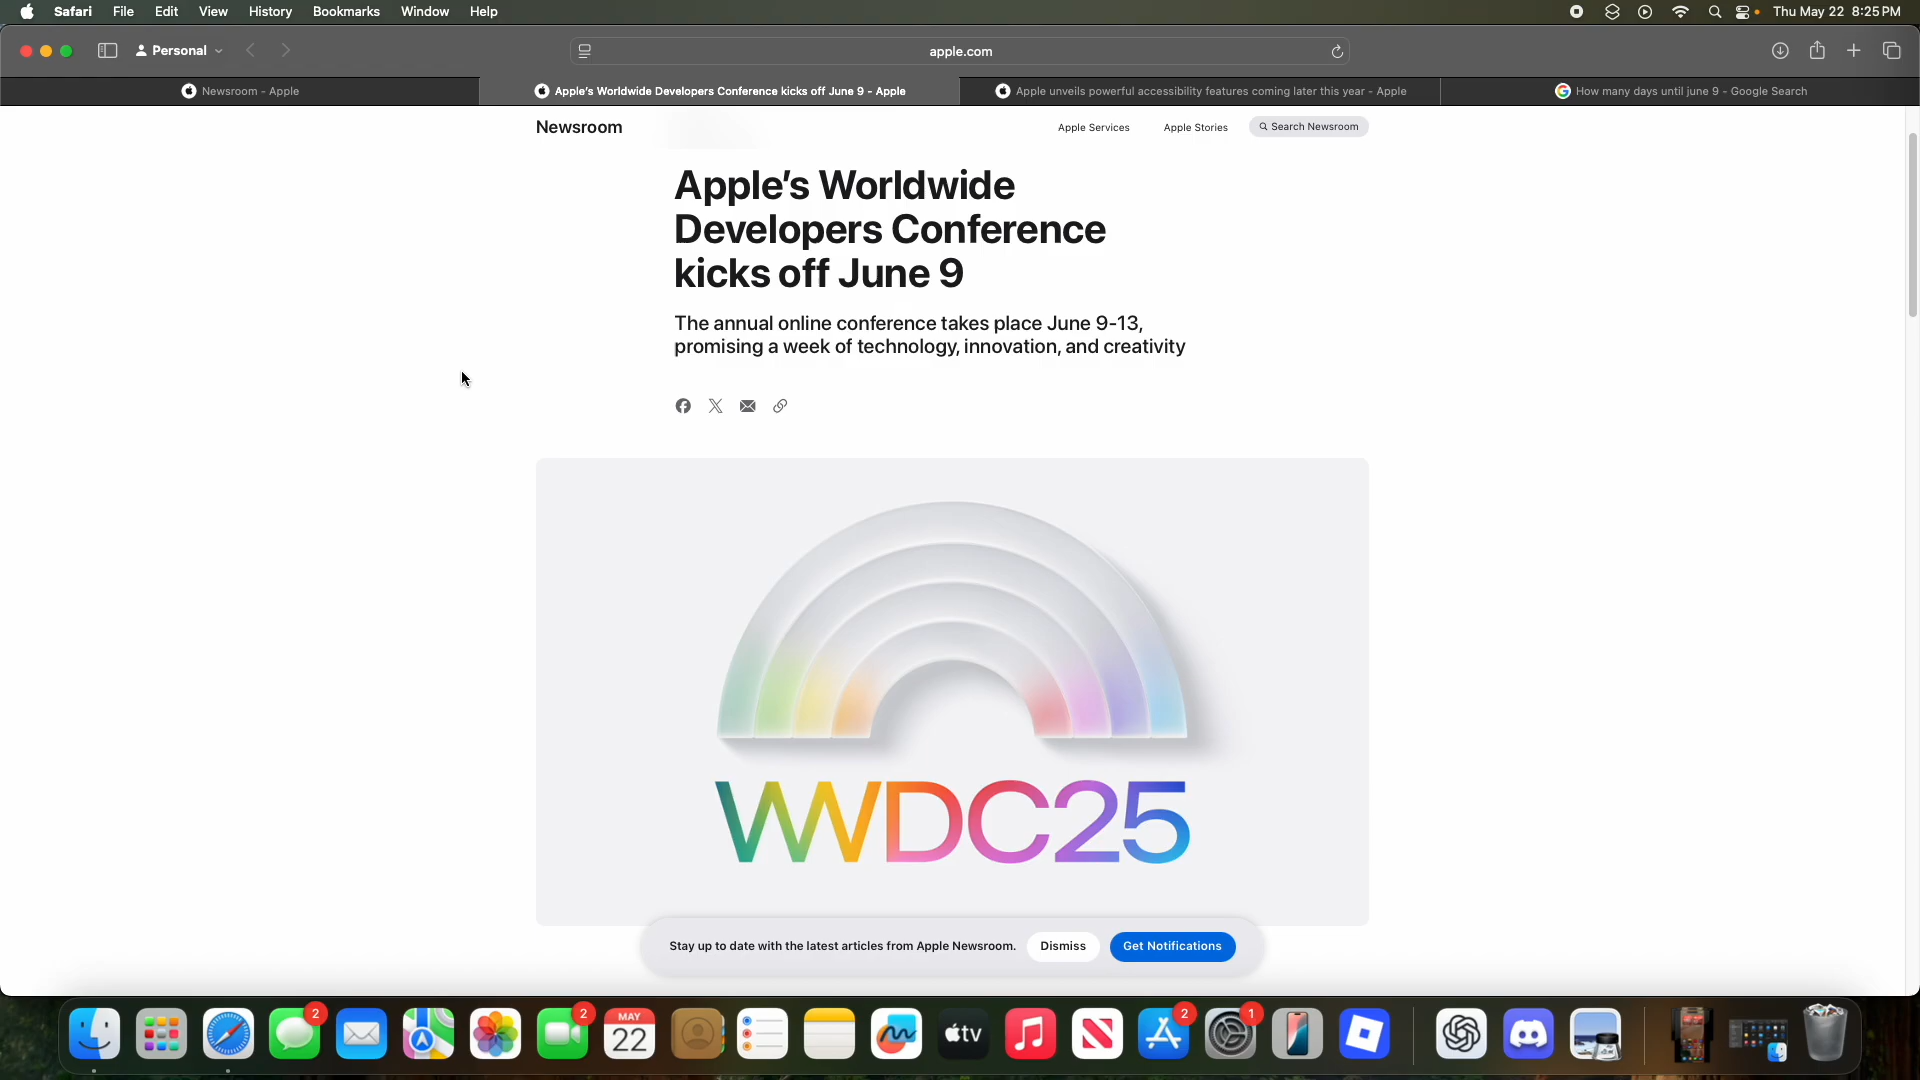 Safari File Edit View History Bookmarks Window Help Thu May 22 8:25 PM
Personal apple.com
Newsroom - Apple Apple's Worldwide Developers Conference kicks off June 9 - Apple Apple unveils powerful accessibility features coming later this year - Apple How many days until june 9 - Google Search
Newsroom Apple Services Apple Stories Search Newsroom
Apple's Worldwide
Developers Conference
kicks off June 9
The annual online conference takes place June 9-13,
promising a week of technology, innovation, and creativity
WWDC25
Stay up to date with the latest articles from Apple Newsroom. Dismiss Get Notifications
2 2 MAY 22 tv 2 1